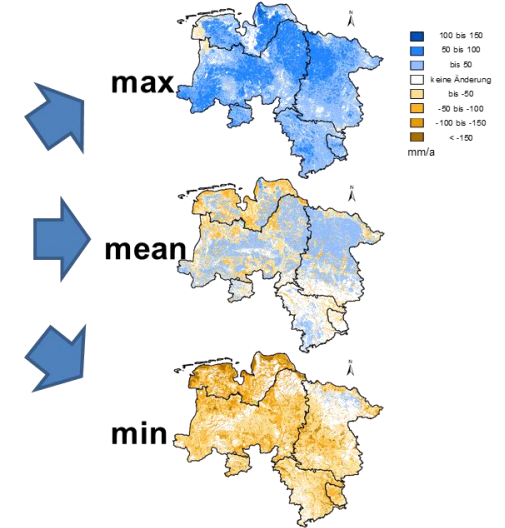 N
max
100 bis 150
50 bis 100
bis 50
keine Änderung
bis -50
-50 bis -100
-100 bis -150
< -150
mm/a
N
mean
N
min